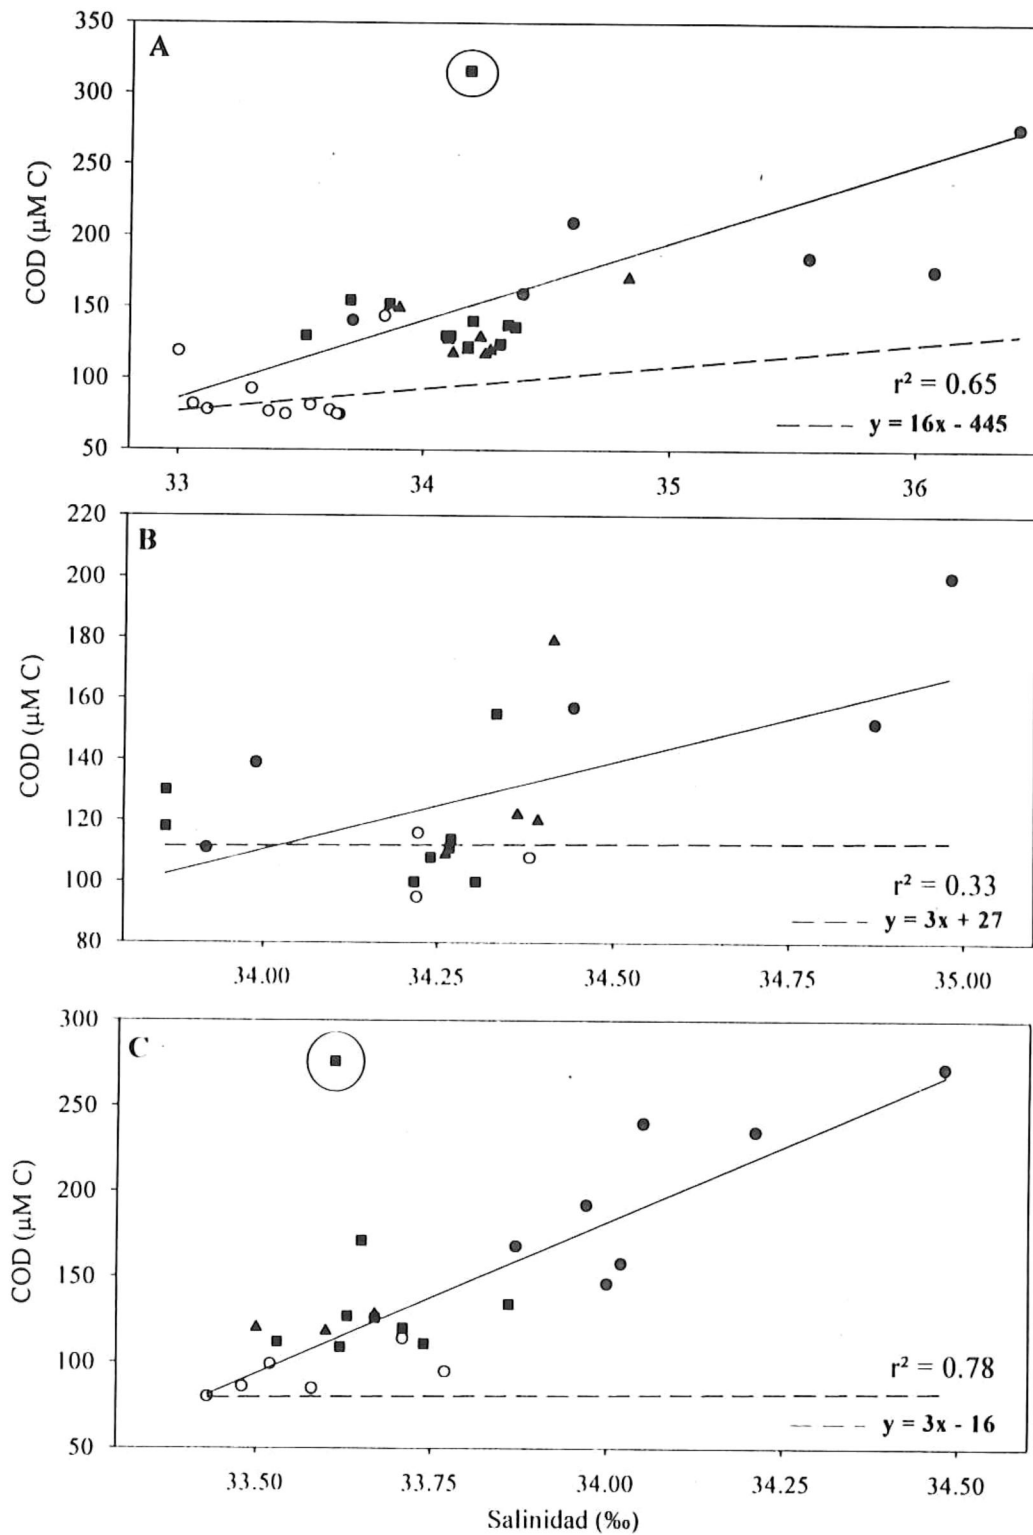 A
350
300
250
200
150
100
50
COD (µM C)
r² = 0.65
y = 16x - 445
33
34
35
36
B
220
200
180
160
140
120
100
80
COD (µM C)
r² = 0.33
y = 3x + 27
34.00
34.25
34.50
34.75
35.00
C
300
250
200
150
100
50
COD (µM C)
r² = 0.78
y = 3x - 16
33.50
33.75
34.00
34.25
34.50
Salinidad (‰)